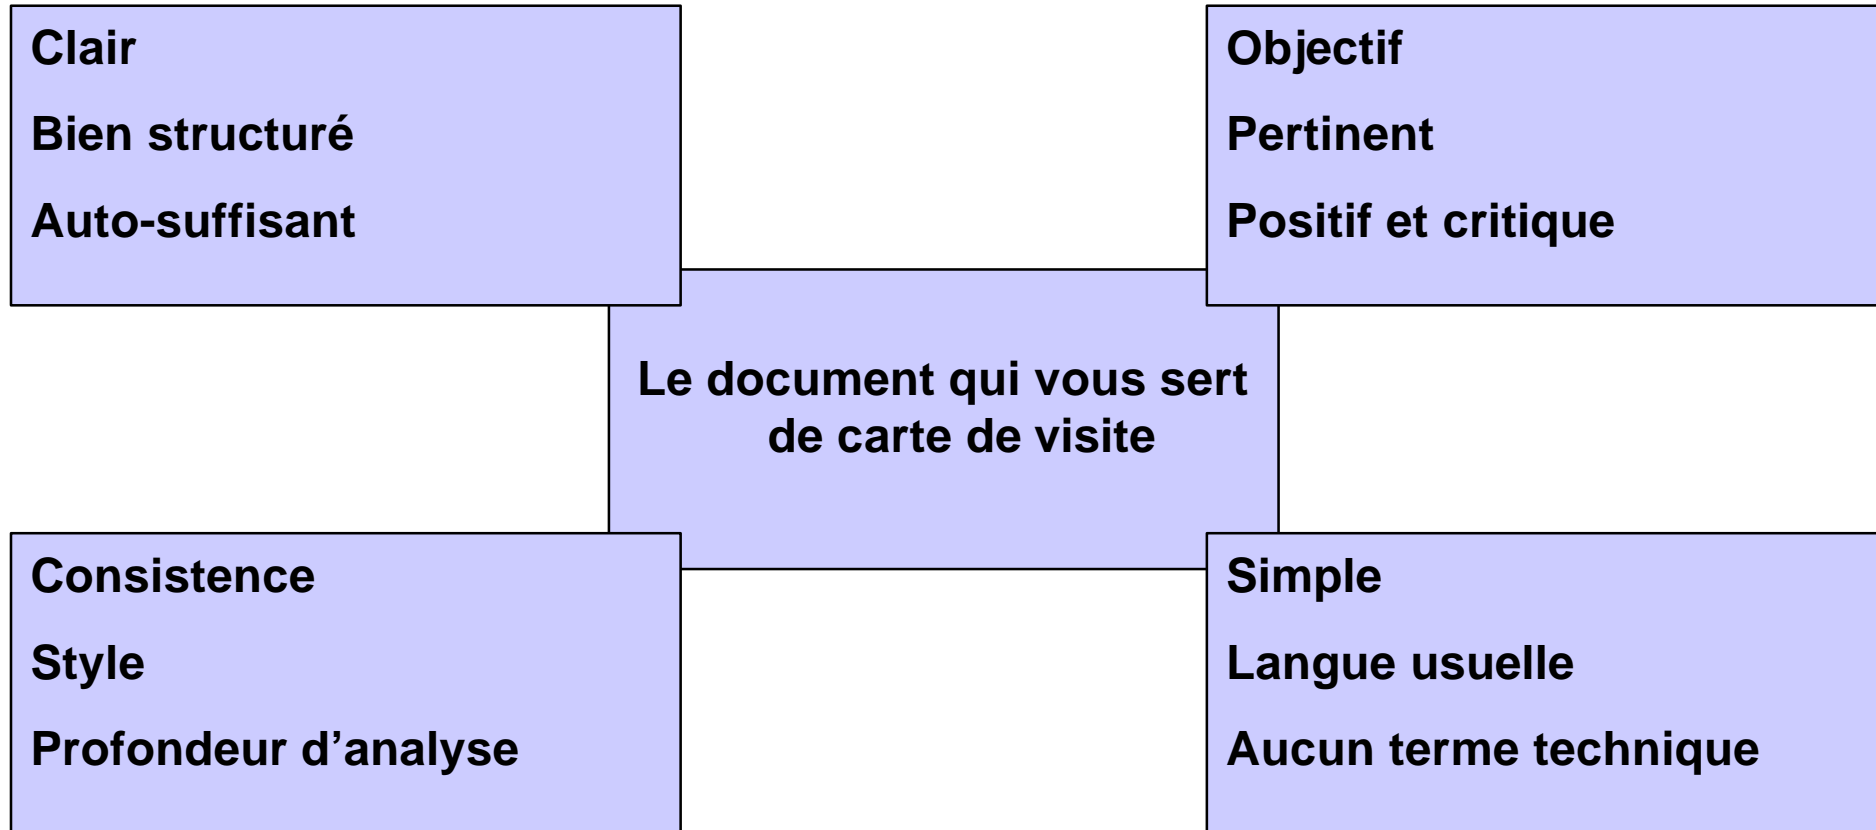 Clair
Bien structuré
Auto-suffisant
Objectif
Pertinent
Positif et critique
Le document qui vous sert
de carte de visite
Consistence
Style
Profondeur d’analyse
Simple
Langue usuelle
Aucun terme technique